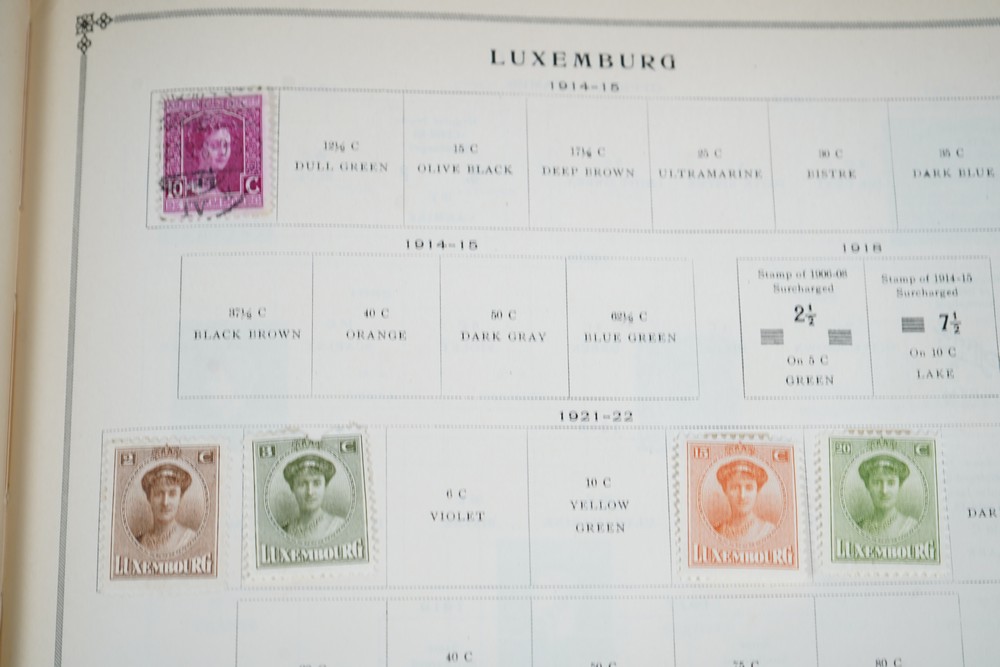 LUXEMBURG
1914-15
10 C
12½ C
DULL GREEN
15 C
OLIVE BLACK
17½ C
DEEP BROWN
25 C
ULTRAMARINE
30 C
BISTRE
35 C
DARK BLUE
1914-15
37½ C
BLACK BROWN
40 C
ORANGE
50 C
DARK GRAY
62½ C
BLUE GREEN
1918
Stamp of 1906-08
Surcharged
2½
On 5 C
GREEN
Stamp of 1914-15
Surcharged
7½
On 10 C
LAKE
1921-22
2 C
LUXEMBOURG
3 C
LUXEMBOURG
6 C
VIOLET
10 C
YELLOW
GREEN
15 C
LUXEMBOURG
20 C
LUXEMBOURG
DAR
40 C
80 C